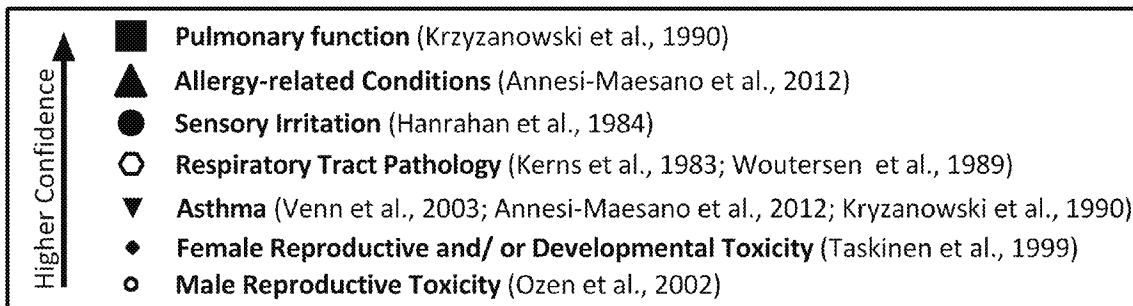 Higher Confidence
Pulmonary function (Krzyzanowski et al., 1990)
Allergy-related Conditions (Annesi-Maesano et al., 2012)
Sensory Irritation (Hanrahan et al., 1984)
Respiratory Tract Pathology (Kerns et al., 1983; Woutersen et al., 1989)
Asthma (Venn et al., 2003; Annesi-Maesano et al., 2012; Kryzanowski et al., 1990)
Female Reproductive and/ or Developmental Toxicity (Taskinen et al., 1999)
Male Reproductive Toxicity (Ozen et al., 2002)